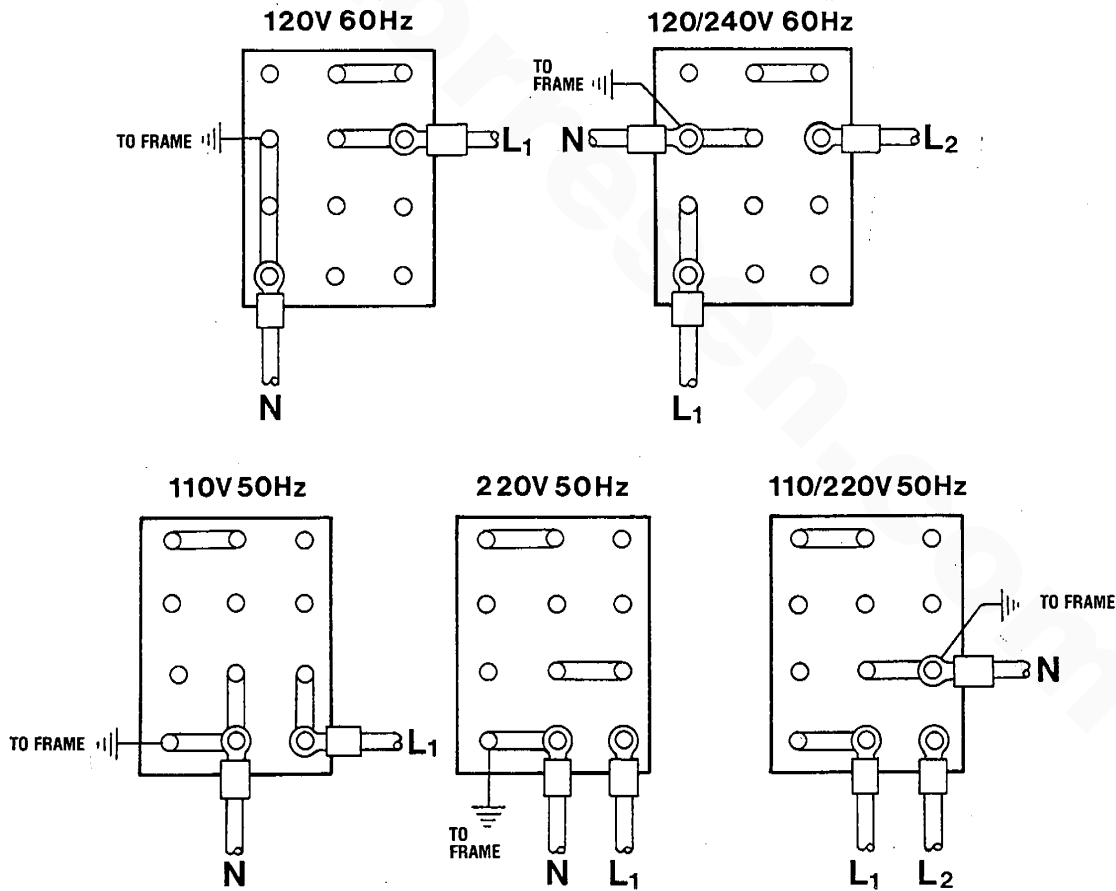 120V 60Hz
120/240V 60Hz
TO FRAME
L1
N
TO
FRAME
N
L2
L1
110V 50Hz
220V 50Hz
110/220V 50Hz
TO FRAME
L1
N
TO
FRAME
N
L1
TO FRAME
N
L1
L2